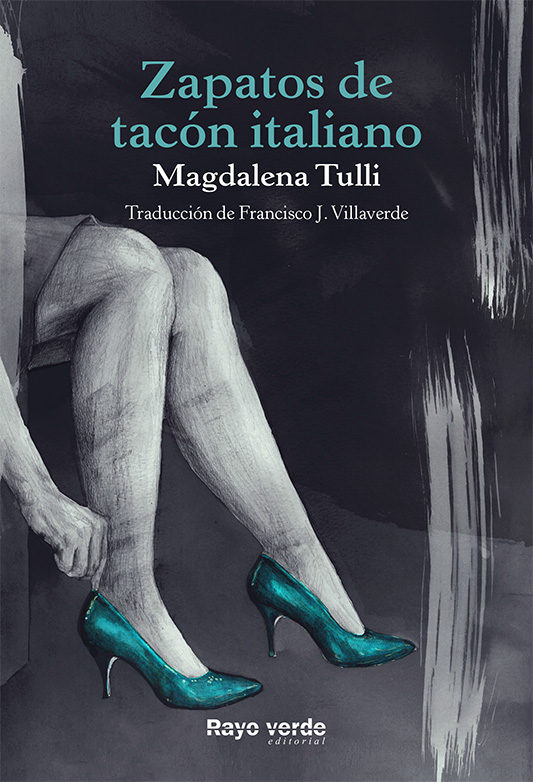 Zapatos de
tacón italiano
Magdalena Tulli
Traducción de Francisco J. Villaverde
Rayo verde
editorial